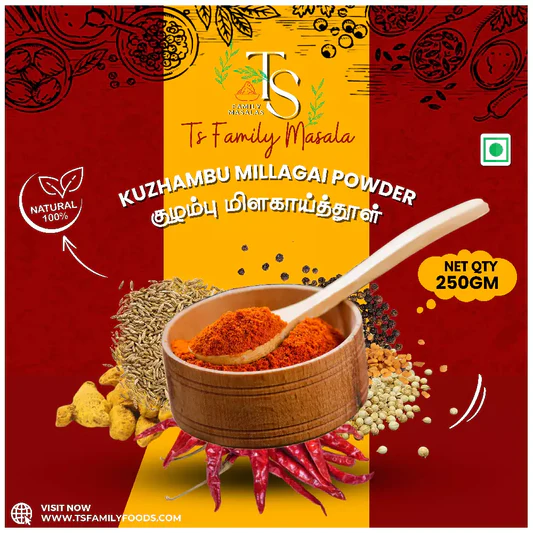 TS
FAMILY
MASALAS
Ts Family Masala
KUZHAMBU MILLAGAI POWDER
குழம்பு மிளகாய்த்தூள்
NATURAL
100%
NET QTY
250GM
VISIT NOW
WWW.TSFAMILYFOODS.COM